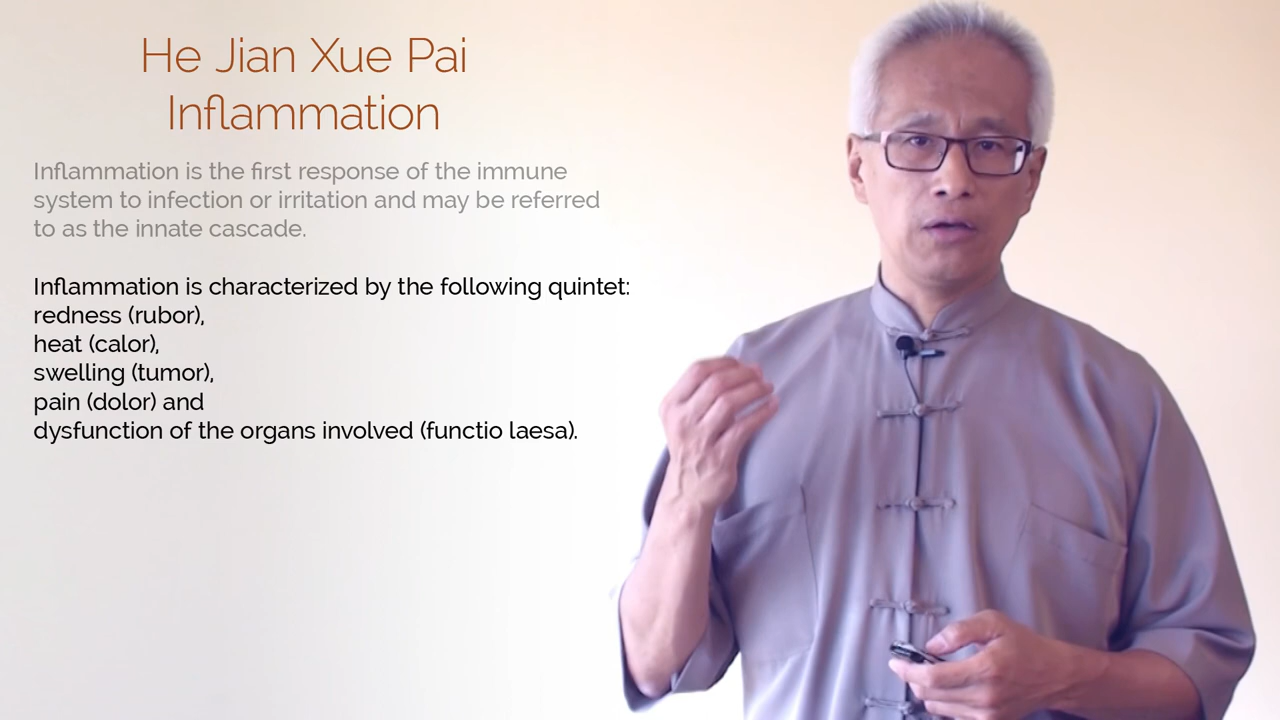 He Jian Xue Pai
Inflammation
Inflammation is the first response of the immune
system to infection or irritation and may be referred
to as the innate cascade.
Inflammation is characterized by the following quintet:
redness (rubor),
heat (calor),
swelling (tumor),
pain (dolor) and
dysfunction of the organs involved (functio laesa).